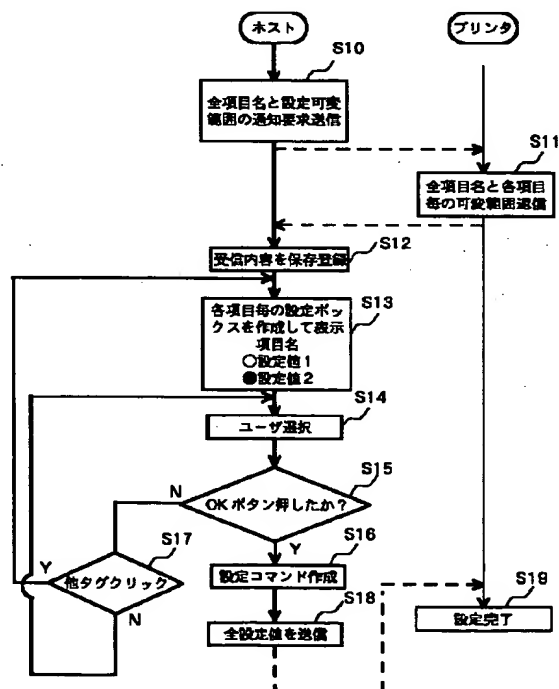 ホスト
プリンタ
S10
全項目名と設定可変
範囲の通知要求送信
S11
全項目名と各項目
毎の可変範囲返信
S12
受信内容を保存登録
S13
各項目毎の設定ボッ
クスを作成して表示
項目名
○設定値1
●設定値2
S14
ユーザ選択
S15
OKボタン押したか?
N
Y
S17
他タグクリック
Y
N
S16
設定コマンド作成
S18
全設定値を送信
S19
設定完了